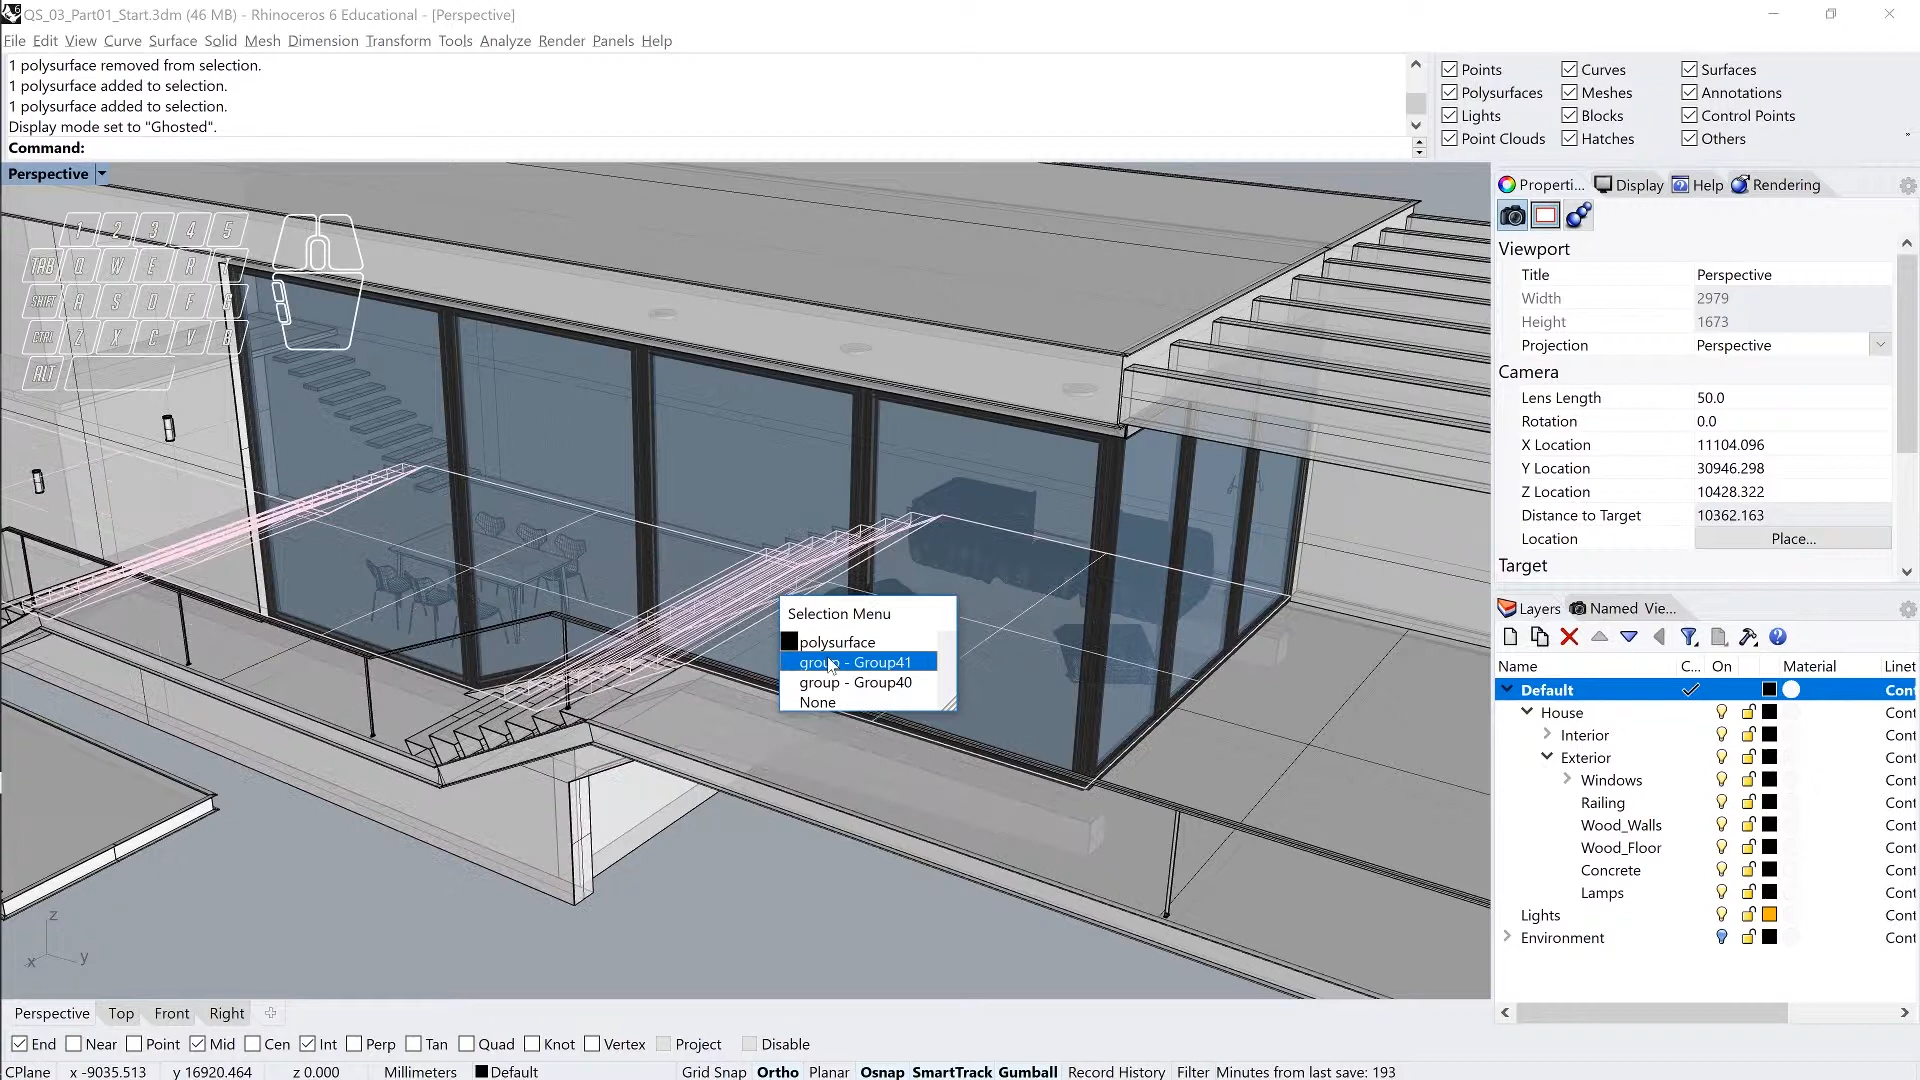 QS_03_Part01_Start.3dm (46 MB) - Rhinoceros 6 Educational - [Perspective]
File Edit View Curve Surface Solid Mesh Dimension Transform Tools Analyze Render Panels Help
1 polysurface removed from selection.
1 polysurface added to selection.
1 polysurface added to selection.
Display mode set to "Ghosted".
Command:
Points Curves Surfaces
Polysurfaces Meshes Annotations
Lights Blocks Control Points
Point Clouds Hatches Others
Perspective
1 2 3 4 5
TAB Q W E R T
SHIFT A S D F G
CTRL Z X C V B
ALT
Properti... Display Help Rendering
Viewport
Title Perspective
Width 2979
Height 1673
Projection Perspective
Camera
Lens Length 50.0
Rotation 0.0
X Location 11104.096
Y Location 30946.298
Z Location 10428.322
Distance to Target 10362.163
Location Place...
Target
Selection Menu
polysurface
group - Group41
group - Group40
None
Layers Named Vie...
Name C... On Material Linet
Default Cont
House Cont
Interior Cont
Exterior Cont
Windows Cont
Railing Cont
Wood_Walls Cont
Wood_Floor Cont
Concrete Cont
Lamps Cont
Lights Cont
Environment Cont
z
x y
Perspective Top Front Right
End Near Point Mid Cen Int Perp Tan Quad Knot Vertex Project Disable
CPlane x -9035.513 y 16920.464 z 0.000 Millimeters Default Grid Snap Ortho Planar Osnap SmartTrack Gumball Record History Filter Minutes from last save: 193